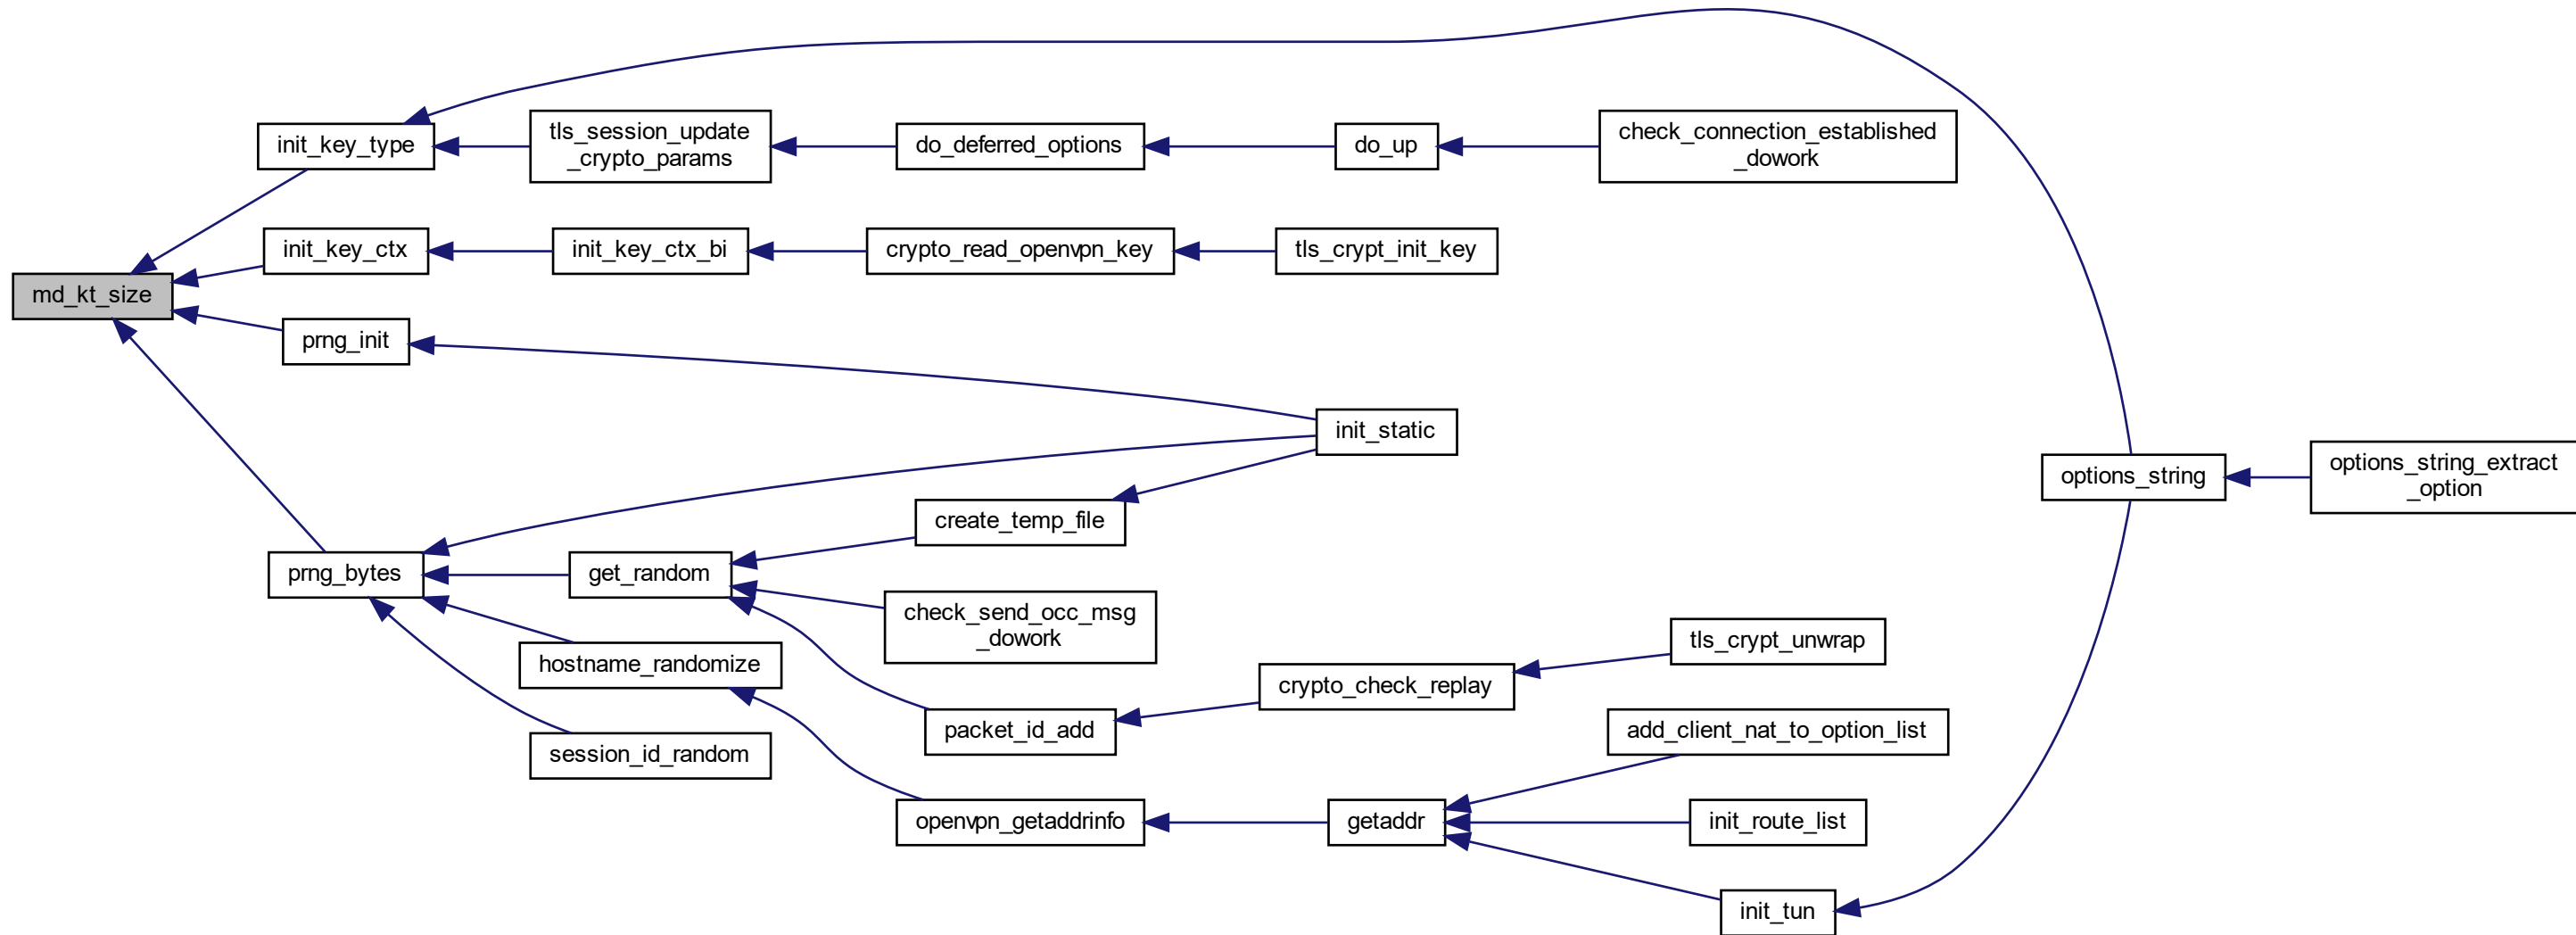 init_key_type
tls_session_update
_crypto_params
do_deferred_options
do_up
check_connection_established
_dowork
init_key_ctx
init_key_ctx_bi
crypto_read_openvpn_key
tls_crypt_init_key
md_kt_size
prng_init
init_static
options_string
options_string_extract
_option
create_temp_file
prng_bytes
get_random
check_send_occ_msg
_dowork
hostname_randomize
tls_crypt_unwrap
crypto_check_replay
packet_id_add
session_id_random
add_client_nat_to_option_list
openvpn_getaddrinfo
getaddr
init_route_list
init_tun